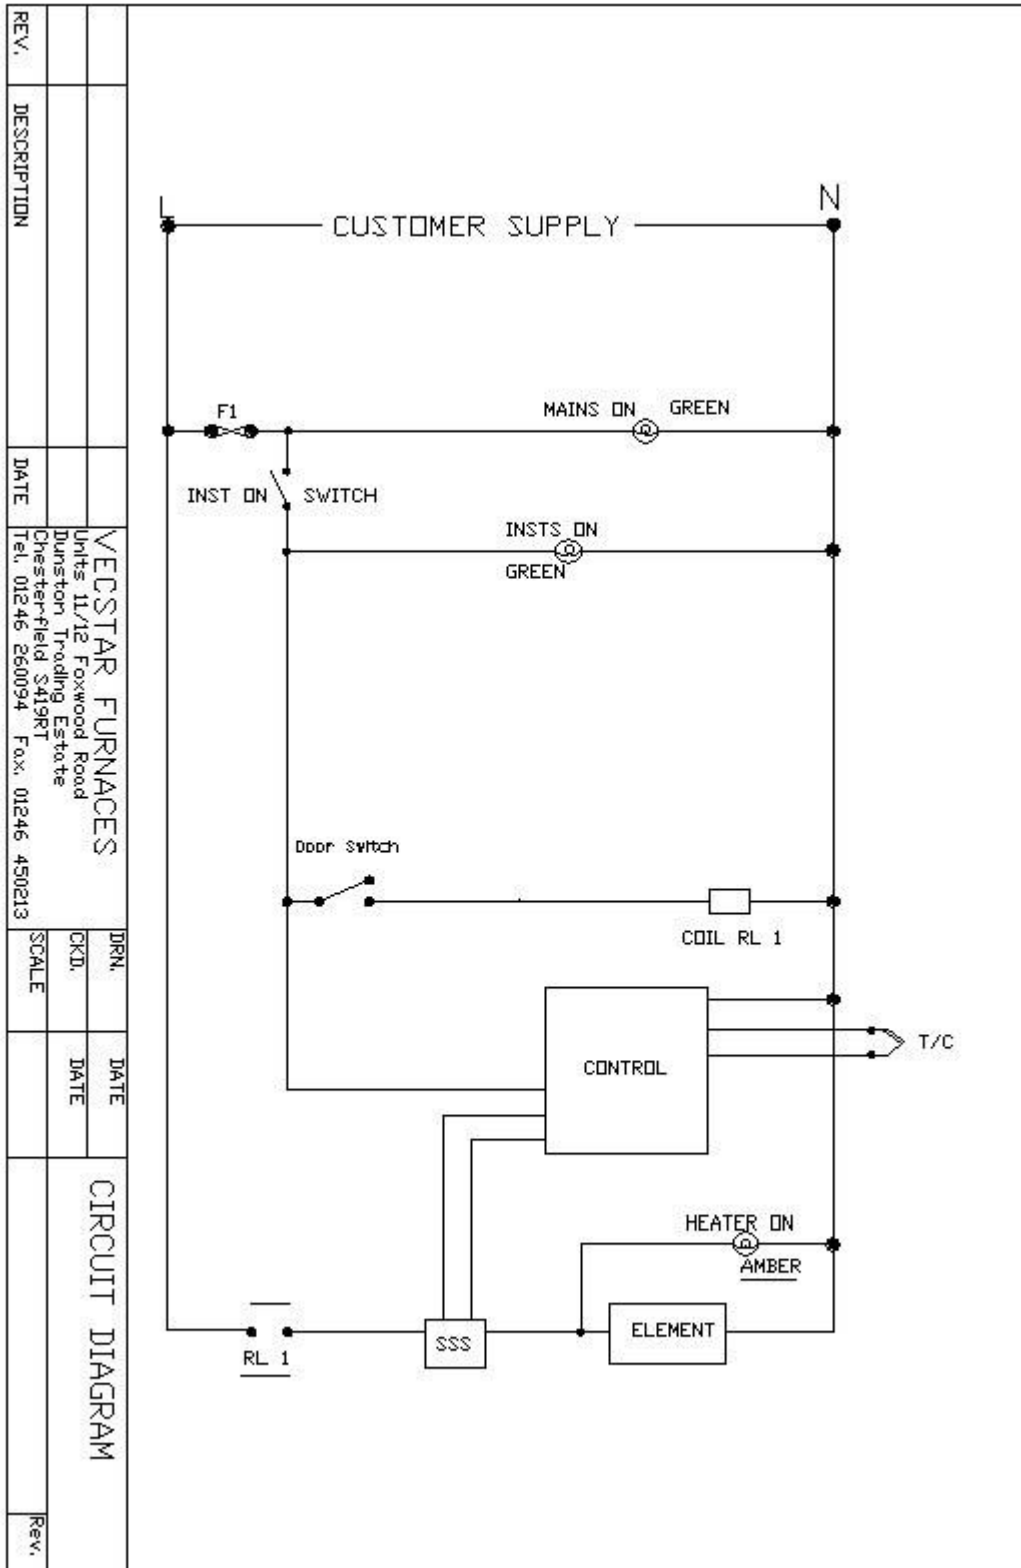 L
N
CUSTOMER SUPPLY
F1
MAINS ON GREEN
INST ON SWITCH
INSTS ON
GREEN
Door Switch
COIL RL 1
CONTROL
T/C
HEATER ON
AMBER
ELEMENT
SSS
RL 1
REV. DESCRIPTION DATE
VECSTAR FURNACES
Units 11/12 Foxwood Road
Dunston Trading Estate
Chesterfield S419RT
Tel. 01246 260094 Fax. 01246 450213
DRN. DATE
CKD. DATE
SCALE
CIRCUIT DIAGRAM
Rev.